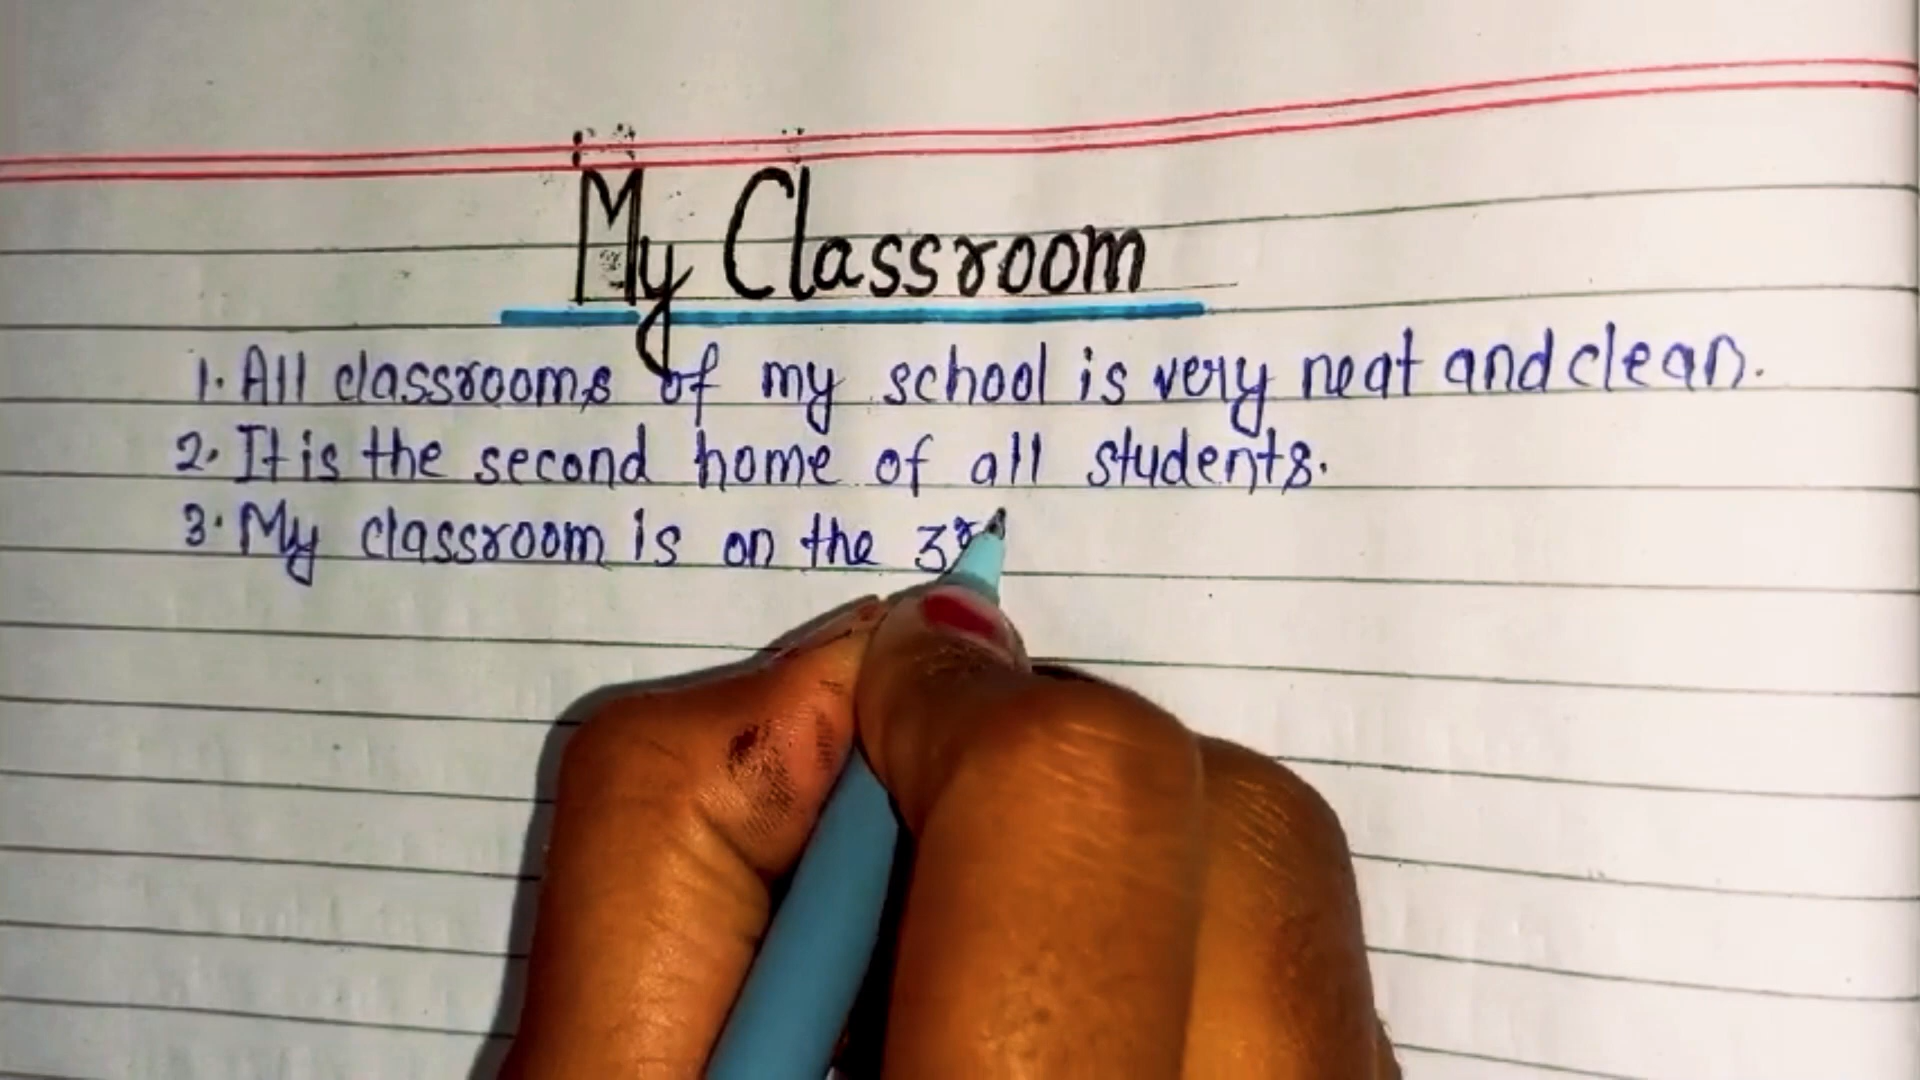 My Classroom
1. All classrooms of my school is very neat and clean.
2. It is the second home of all students.
3. My classroom is on the 3r